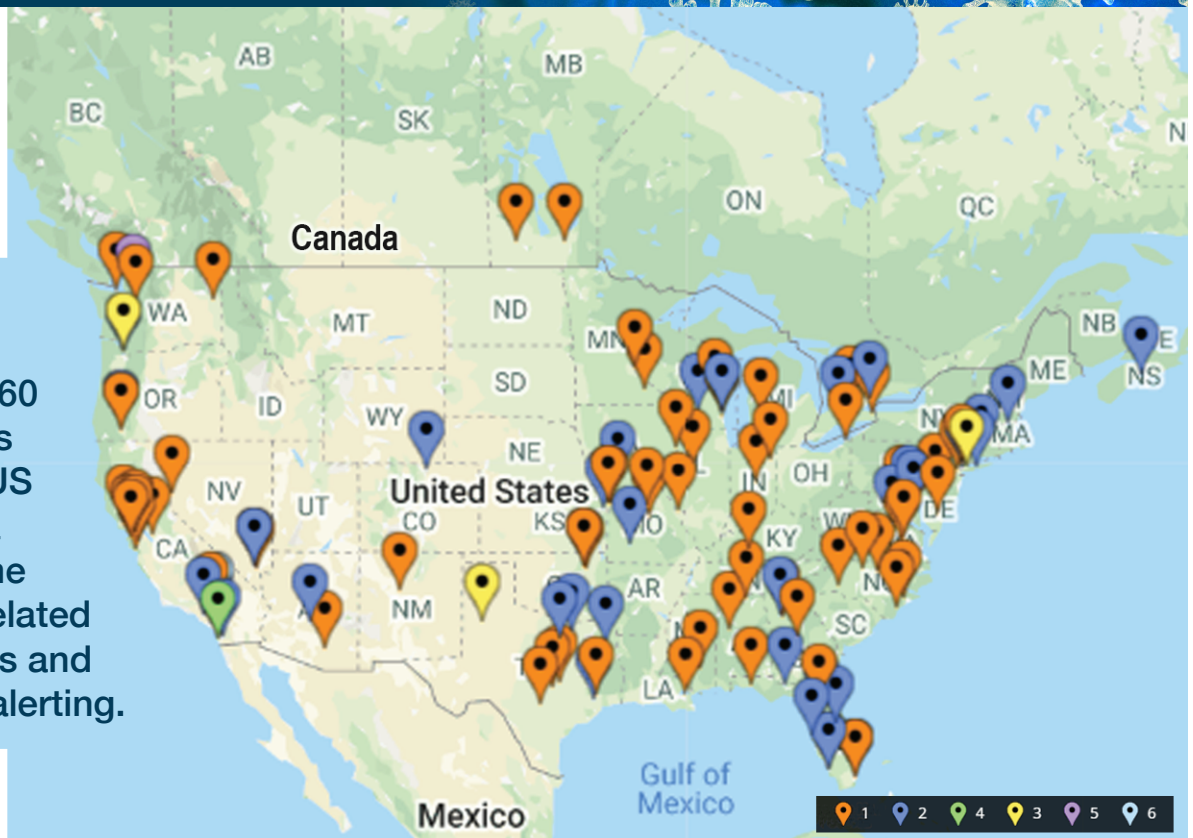 AB
MB
BC
SK
N
ON
QC
Canada
WA
ND
MT
MN
NB
E
NS
ME
SD
OR
ID
WY
MI
NY
MA
NE
OH
IN
United States
NV
UT
CO
KS
MO
DE
KY
CA
AR
NM
SC
LA
Gulf of
Mexico
Mexico
60
s
US
ne
elated
s and
alerting.
1 2 4 3 5 6